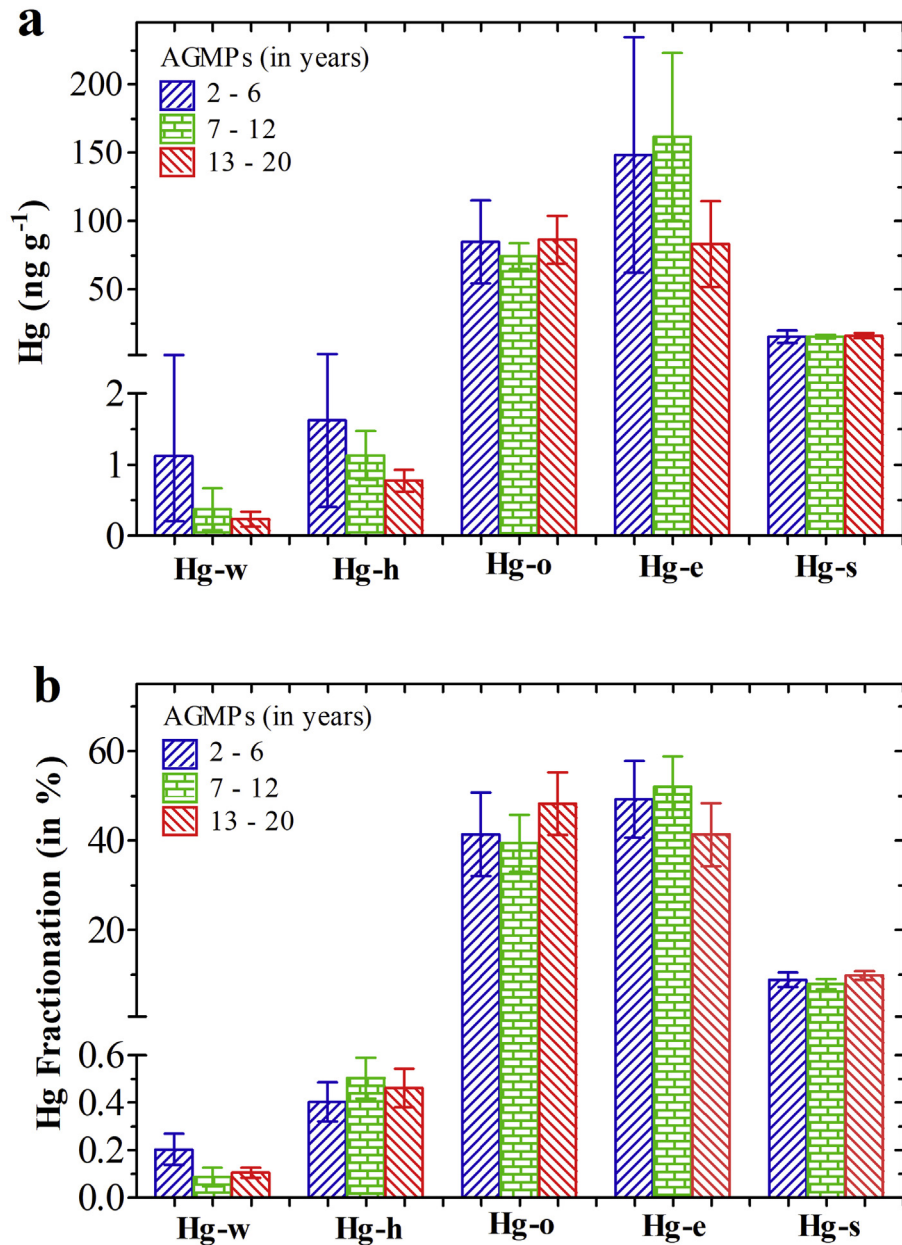 a
AGMPs (in years)
2 - 6
7 - 12
13 - 20
Hg (ng g⁻¹)
200
150
100
50
2
1
0
Hg-w Hg-h Hg-o Hg-e Hg-s
b
AGMPs (in years)
2 - 6
7 - 12
13 - 20
Hg Fractionation (in %)
60
40
20
0.6
0.4
0.2
0.0
Hg-w Hg-h Hg-o Hg-e Hg-s